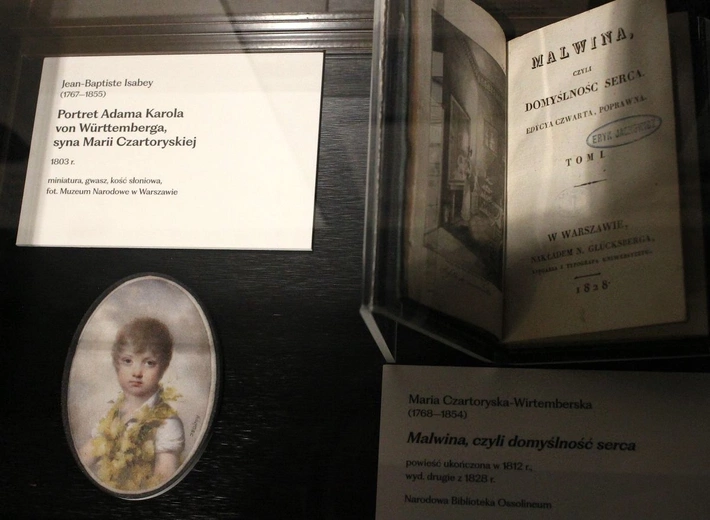 Jean-Baptiste Isabey
(1767–1855)
Portret Adama Karola
von Württemberga,
syna Marii Czartoryskiej
1803 r.
miniatura, gwasz, kość słoniowa,
fot. Muzeum Narodowe w Warszawie
MALWINA,
CZYLI
DOMYŚLNOŚĆ SERCA.
EDYCYA CZWARTA, POPRAWNA.
TOM I.
W WARSZAWIE,
NAKŁADEM N. GLÜCKSBERGA,
1828.
Maria Czartoryska-Wirtemberska
(1768–1854)
Malwina, czyli domyślność serca
powieść ukończona w 1812 r.,
wyd. drugie z 1828 r.
Narodowa Biblioteka Ossolineum